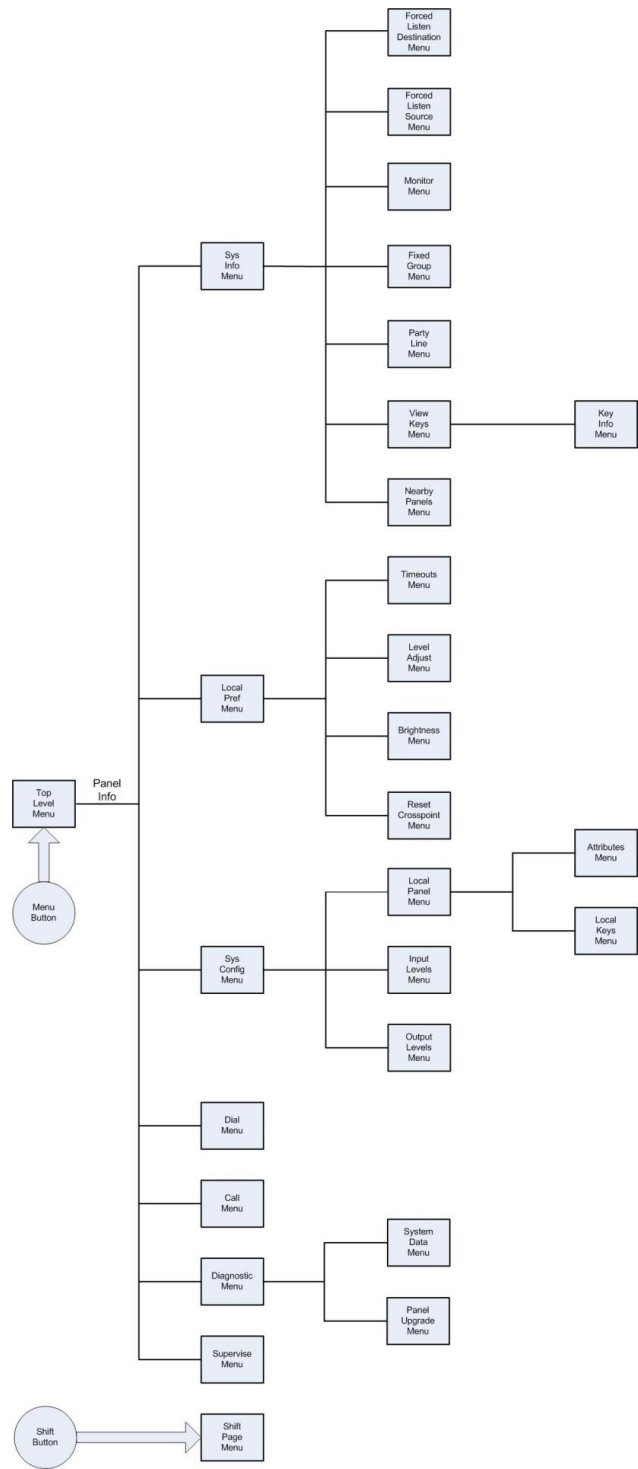 Forced
Listen
Destination
Menu
Forced
Listen
Source
Menu
Monitor
Menu
Sys
Info
Menu
Fixed
Group
Menu
Party
Line
Menu
View
Keys
Menu
Key
Info
Menu
Nearby
Panels
Menu
Timeouts
Menu
Level
Adjust
Menu
Local
Pref
Menu
Brightness
Menu
Top
Level
Menu
Panel
Info
Reset
Crosspoint
Menu
Attributes
Menu
Menu
Button
Local
Panel
Menu
Local
Keys
Menu
Sys
Config
Menu
Input
Levels
Menu
Output
Levels
Menu
Dial
Menu
Call
Menu
System
Data
Menu
Diagnostic
Menu
Panel
Upgrade
Menu
Supervise
Menu
Shift
Button
Shift
Page
Menu